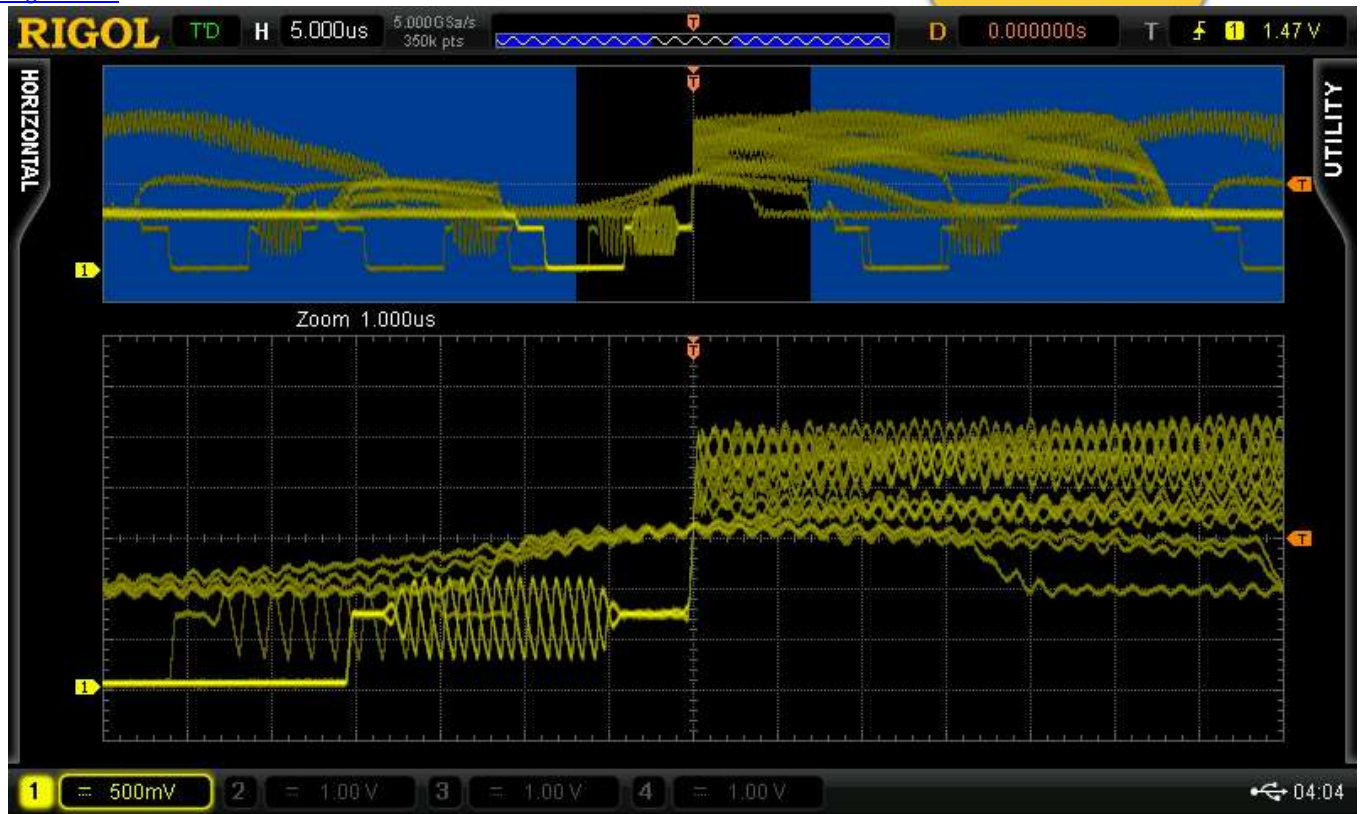 RIGOL T'D H 5.000us 5.000GSa/s 350k pts D 0.000000s T 1 1.47 V
HORIZONTAL
UTILITY
T
T
T
1
Zoom 1.000us
T
T
1
1 500mV 2 1.00 V 3 1.00 V 4 1.00 V 04:04